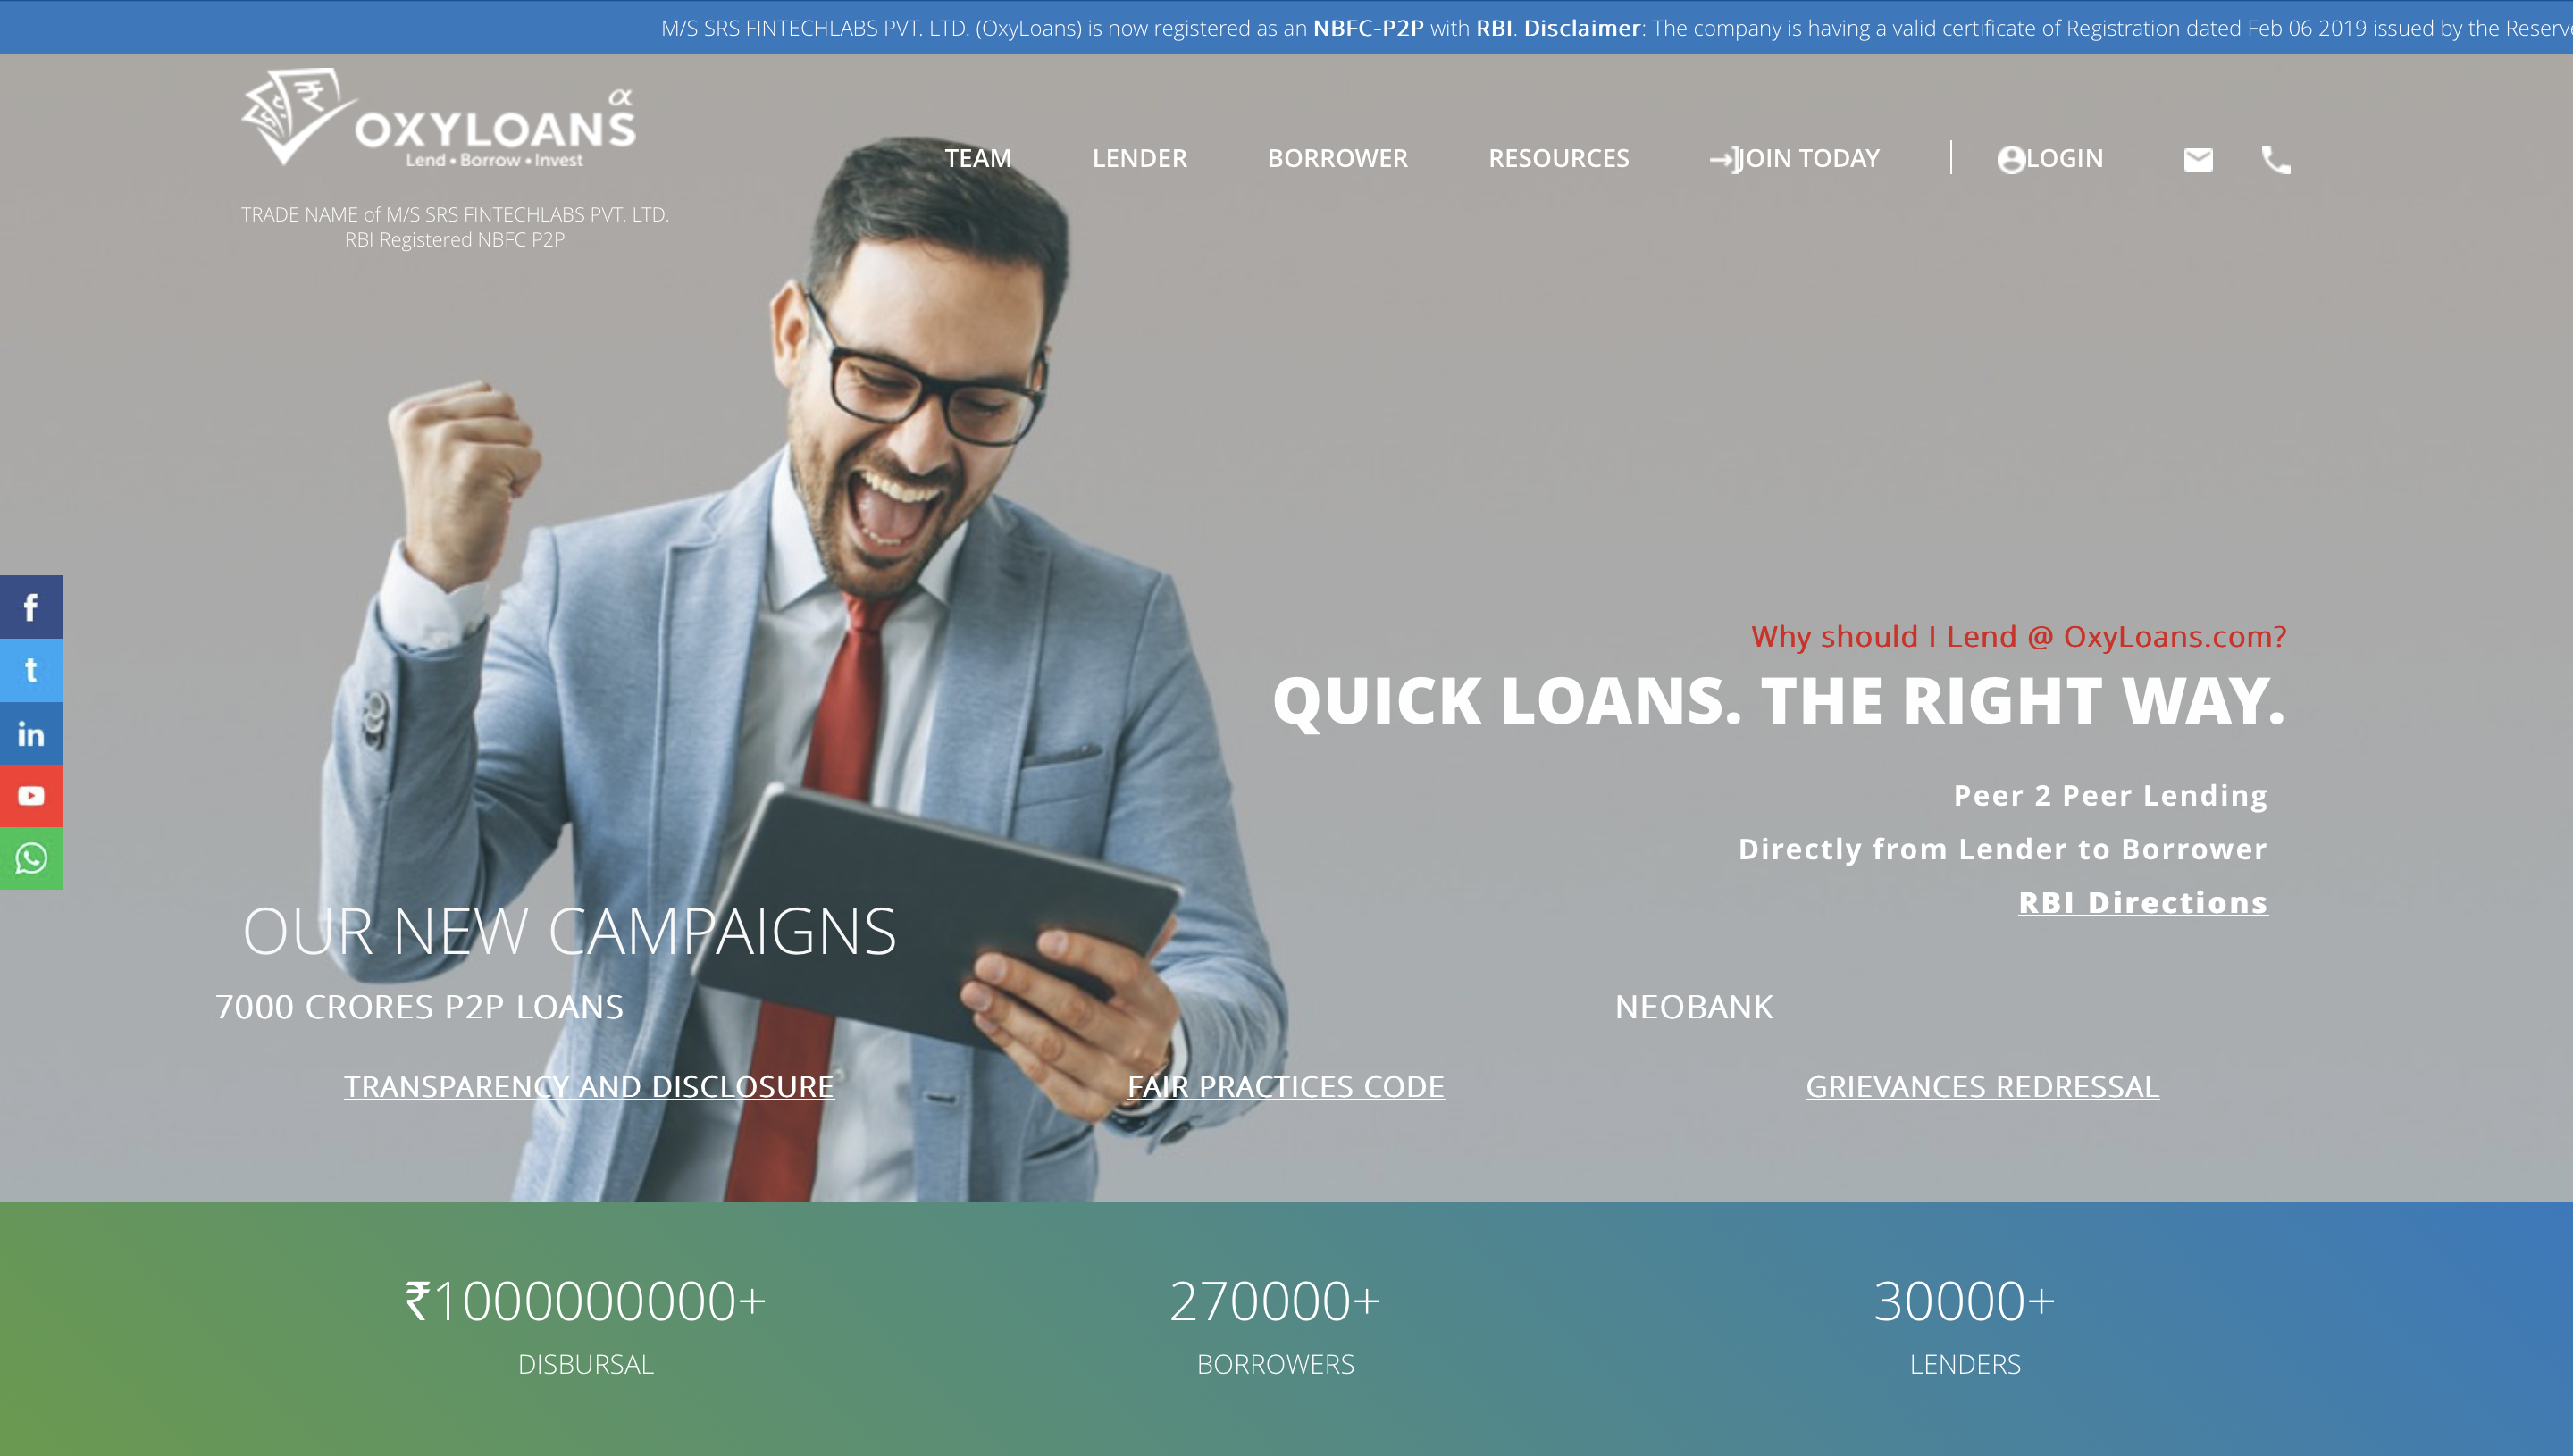 M/S SRS FINTECHLABS PVT. LTD. (OxyLoans) is now registered as an NBFC-P2P with RBI. Disclaimer: The company is having a valid certificate of Registration dated Feb 06 2019 issued by the Reserve
OXYLOANS α
Lend • Borrow • Invest
TRADE NAME of M/S SRS FINTECHLABS PVT. LTD.
RBI Registered NBFC P2P
TEAM LENDER BORROWER RESOURCES JOIN TODAY LOGIN
f
t
in
Why should I Lend @ OxyLoans.com?
QUICK LOANS. THE RIGHT WAY.
Peer 2 Peer Lending
Directly from Lender to Borrower
RBI Directions
OUR NEW CAMPAIGNS
7000 CRORES P2P LOANS NEOBANK
TRANSPARENCY AND DISCLOSURE FAIR PRACTICES CODE GRIEVANCES REDRESSAL
₹1000000000+ 270000+ 30000+
DISBURSAL BORROWERS LENDERS